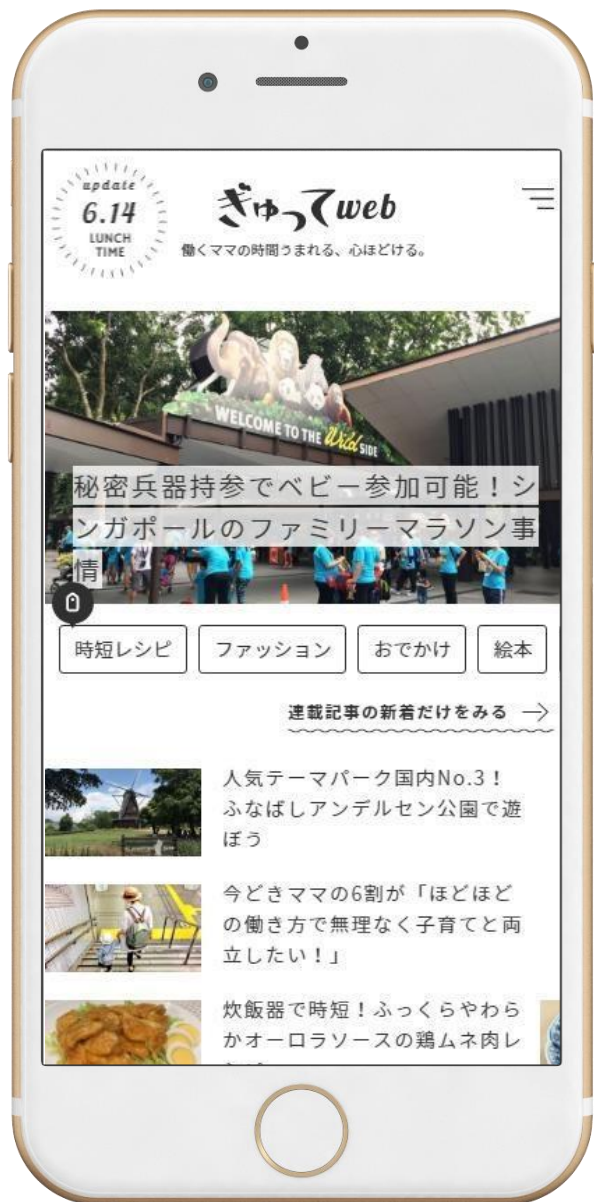 update
6.14
LUNCH
TIME
ぎゅってweb
働くママの時間うまれる、心ほどける。
WELCOME TO THE Wild SIDE
秘密兵器持参でベビー参加可能！シ
ンガポールのファミリーマラソン事
情
時短レシピ
ファッション
おでかけ
絵本
連載記事の新着だけをみる
人気テーマパーク国内No.3！
ふなばしアンデルセン公園で遊
ぼう
今どきママの6割が「ほどほど
の働き方で無理なく子育てと両
立したい！」
炊飯器で時短！ふっくらやわら
かオーロラソースの鶏ムネ肉レ